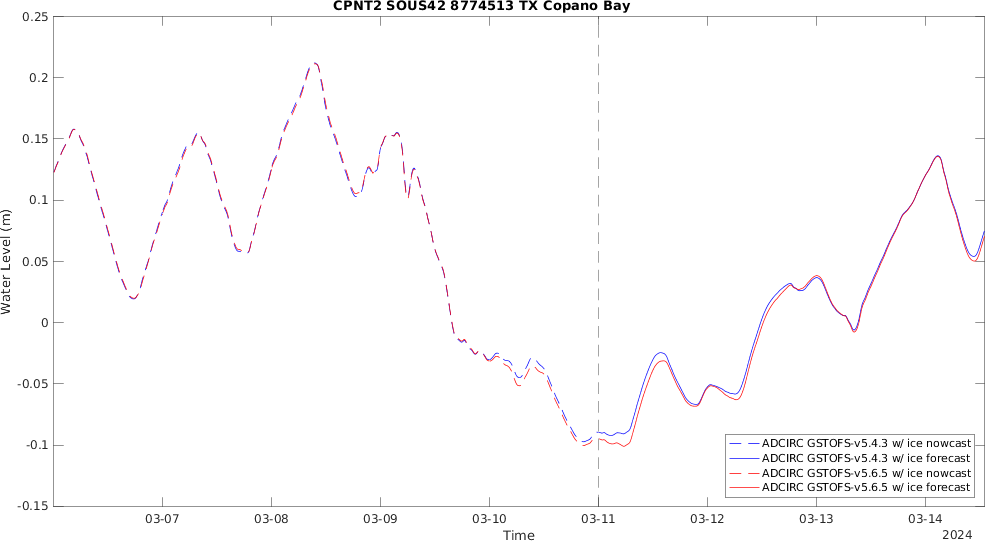 CPNT2 SOUS42 8774513 TX Copano Bay
0.25
0.2
0.15
0.1
0.05
0
-0.05
-0.1
-0.15
Water Level (m)
03-07
03-08
03-09
03-10
03-11
03-12
03-13
03-14
Time
2024
ADCIRC GSTOFS-v5.4.3 w/ ice nowcast
ADCIRC GSTOFS-v5.4.3 w/ ice forecast
ADCIRC GSTOFS-v5.6.5 w/ ice nowcast
ADCIRC GSTOFS-v5.6.5 w/ ice forecast